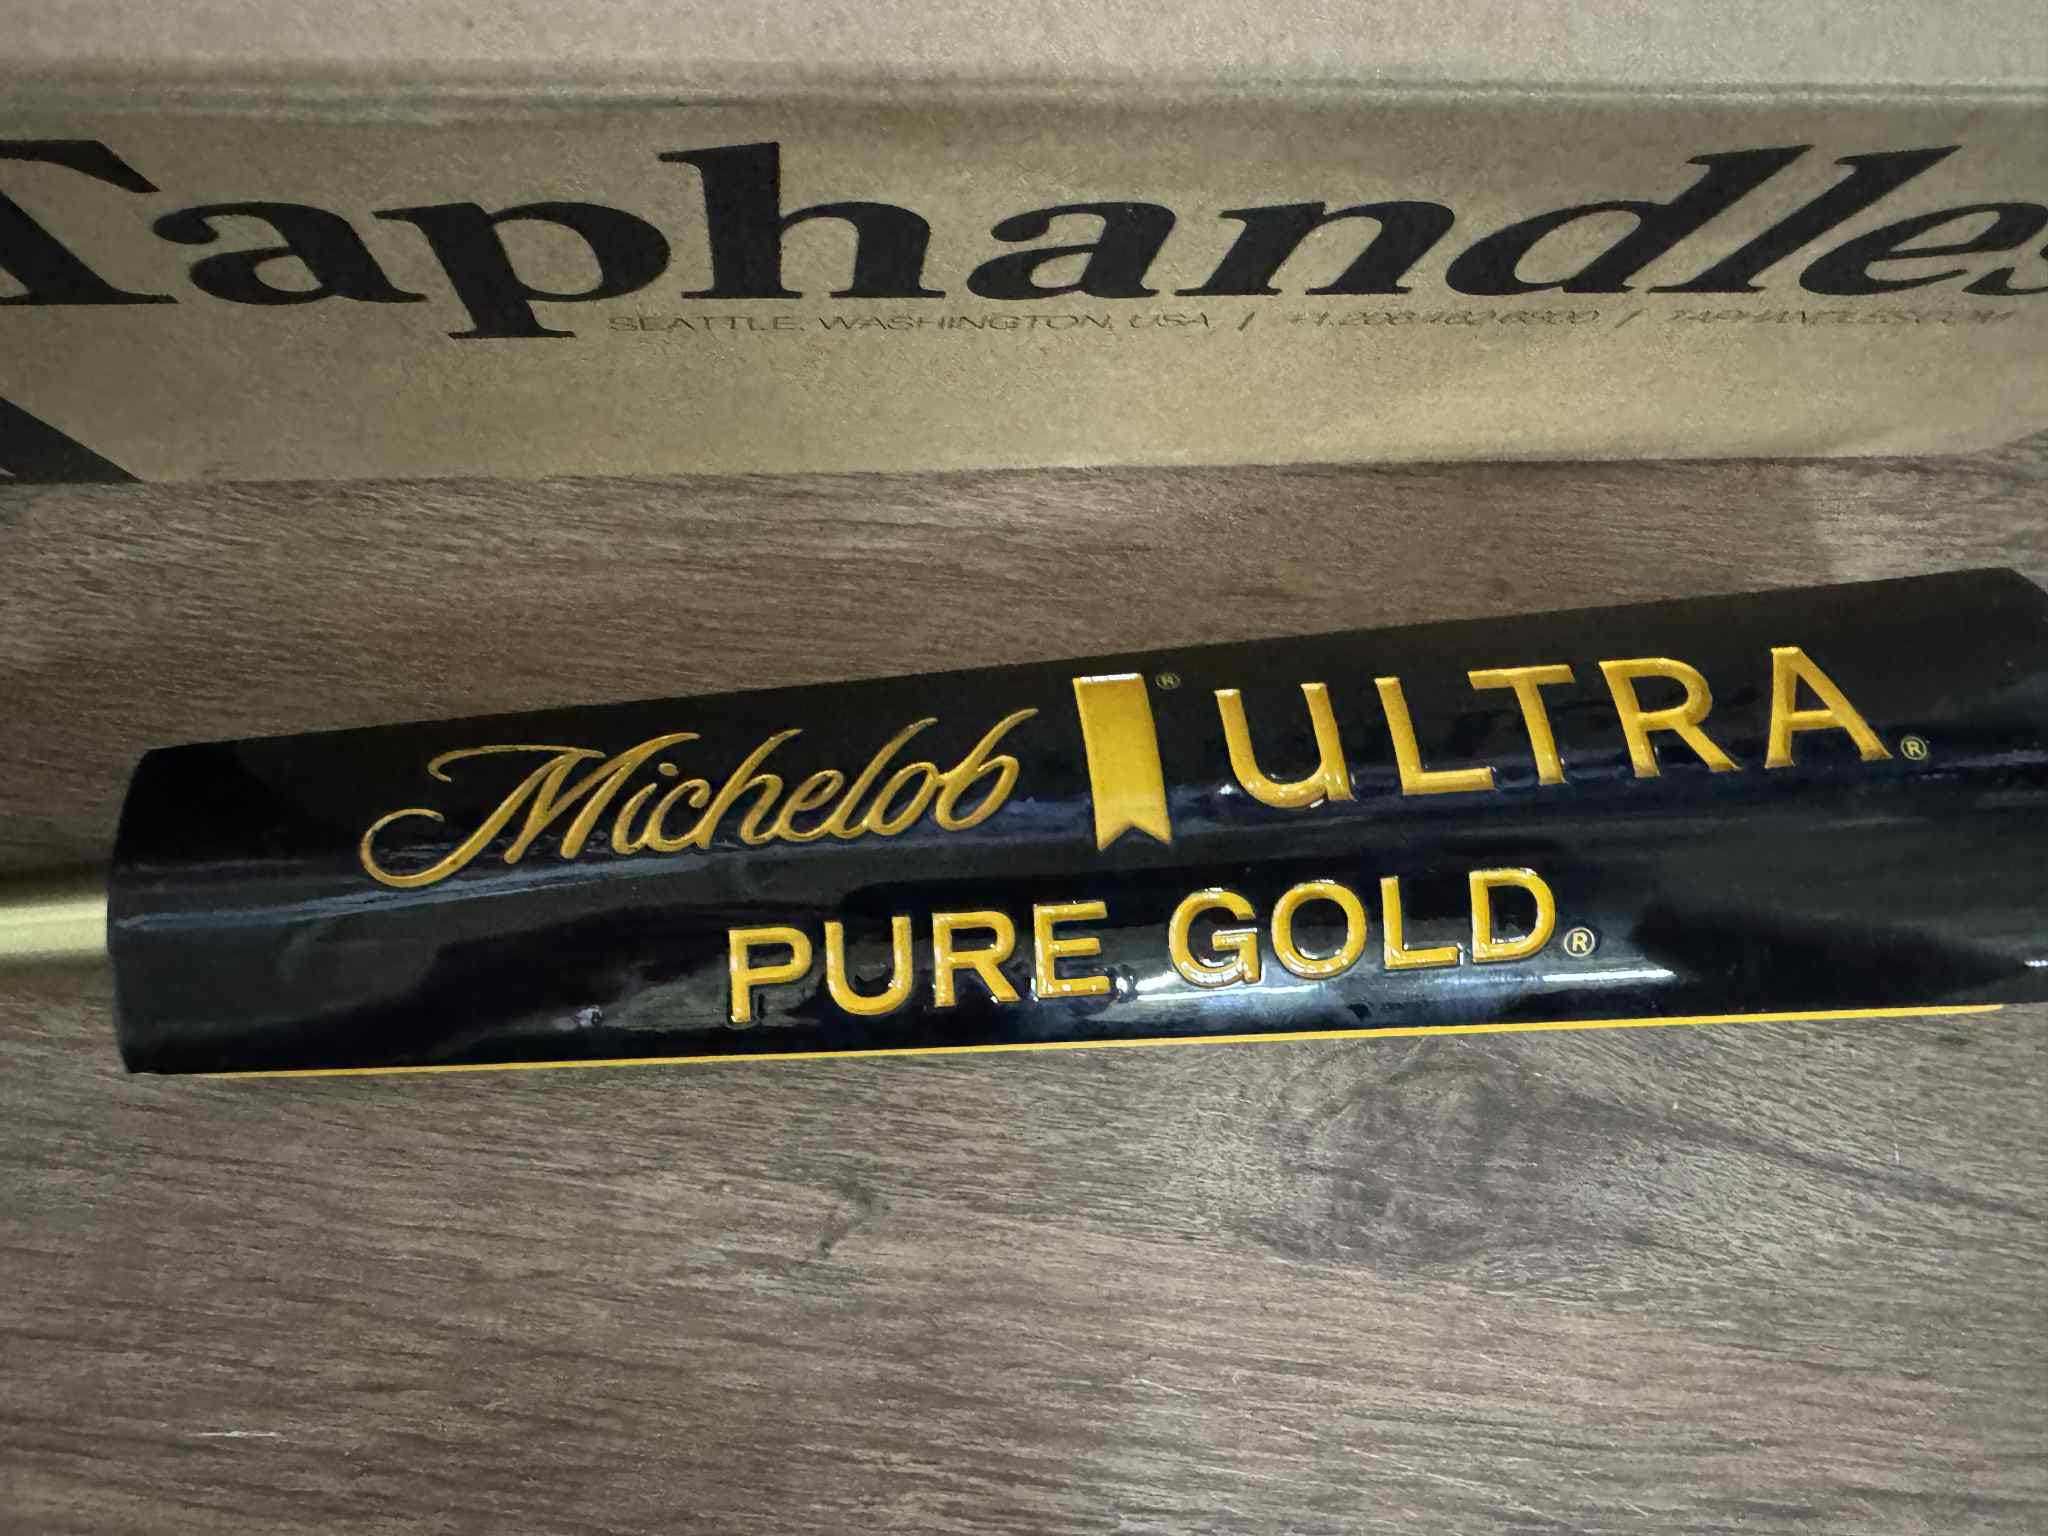 Taphandles
SEATTLE, WASHINGTON, USA /
Michelob ® ULTRA®
PURE GOLD®